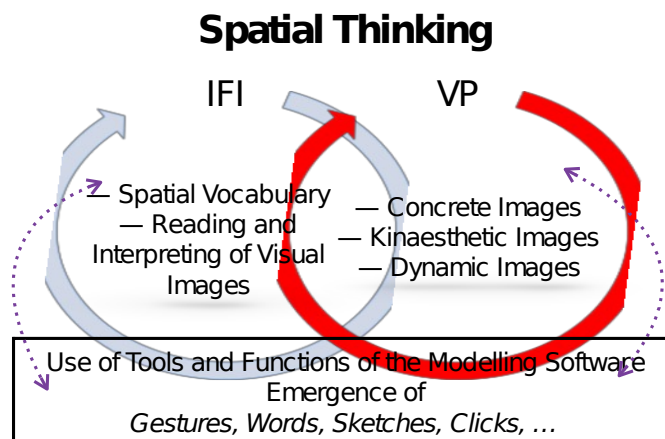 Spatial Thinking
IFI
VP
— Spatial Vocabulary
— Reading and
Interpreting of Visual
Images
— Concrete Images
— Kinaesthetic Images
— Dynamic Images
Use of Tools and Functions of the Modelling Software
Emergence of
Gestures, Words, Sketches, Clicks, …